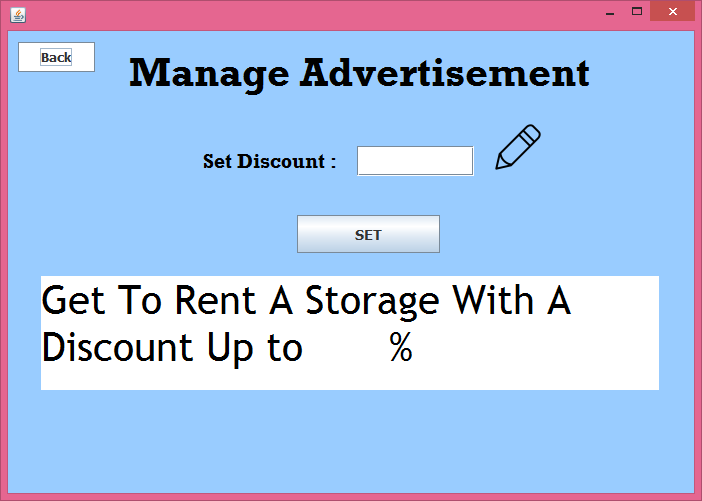 Back
Manage Advertisement
Set Discount :
SET
Get To Rent A Storage With A
Discount Up to %